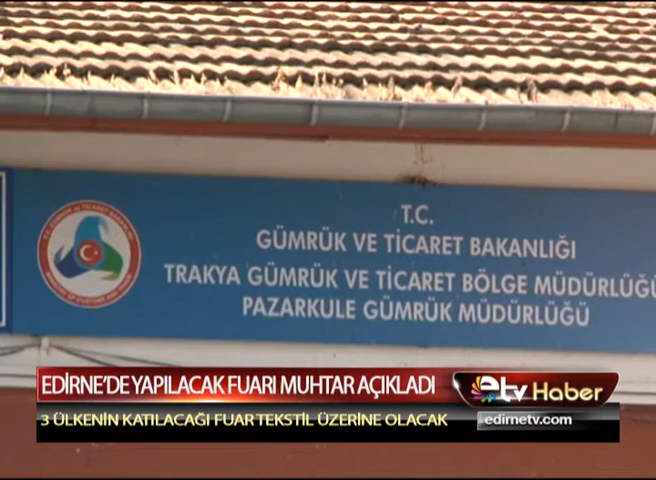 T.C.
GÜMRÜK VE TİCARET BAKANLIĞI
TRAKYA GÜMRÜK VE TİCARET BÖLGE MÜDÜRLÜĞÜ
PAZARKULE GÜMRÜK MÜDÜRLÜĞÜ
EDİRNE'DE YAPILACAK FUARI MUHTAR AÇIKLADI
etv Haber
3 ÜLKENİN KATILACAĞI FUAR TEKSTİL ÜZERİNE OLACAK
edirnetv.com